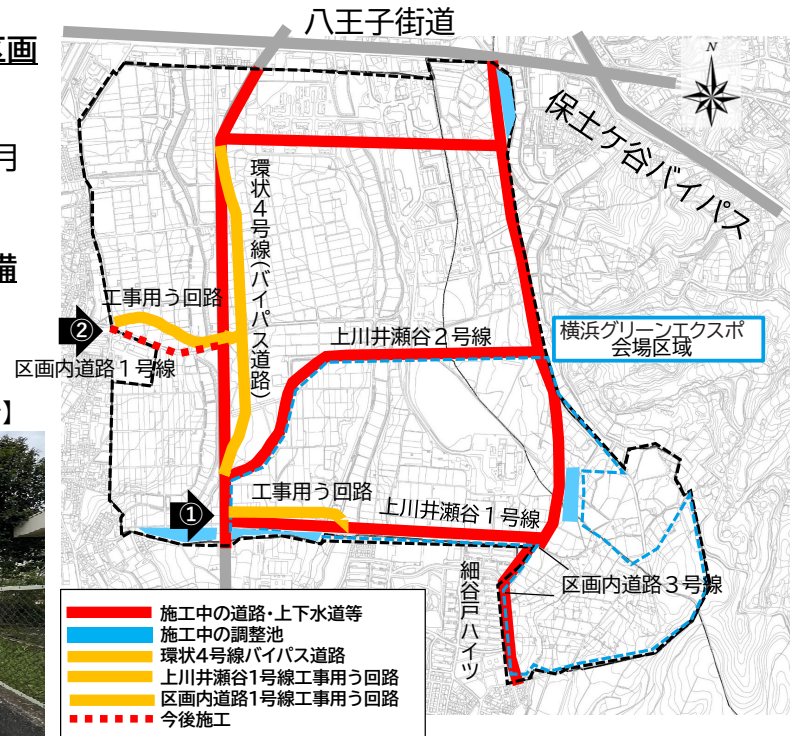 八王子街道
区画
N
保土ケ谷バイパス
月
環状4号線(バイパス道路)
備
工事用う回路
②
上川井瀬谷2号線
横浜グリーンエクスポ
会場区域
区画内道路1号線
】
工事用う回路
①
上川井瀬谷1号線
細谷戸ハイツ
区画内道路3号線
施工中の道路・上下水道等
施工中の調整池
環状4号線バイパス道路
上川井瀬谷1号線工事用う回路
区画内道路1号線工事用う回路
今後施工